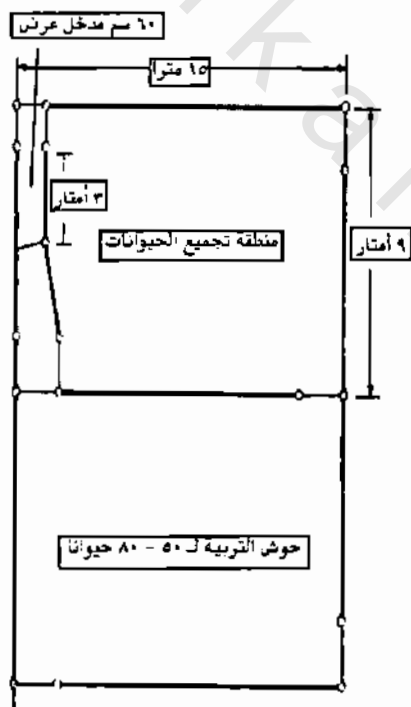 ٦٠ سم مدخل عرض
١٥ مترا
٣ أمتار
منطقة تجميع الحيوانات
٩ أمتار
حوش التربية لـ ٥٠ - ٨٠ حيوانا